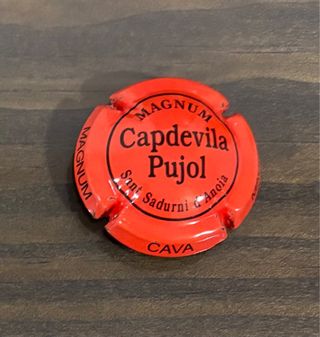 MAGNUM
Capdevila
Pujol
Sant Sadurni d'Anoia
MAGNUM
CAVA